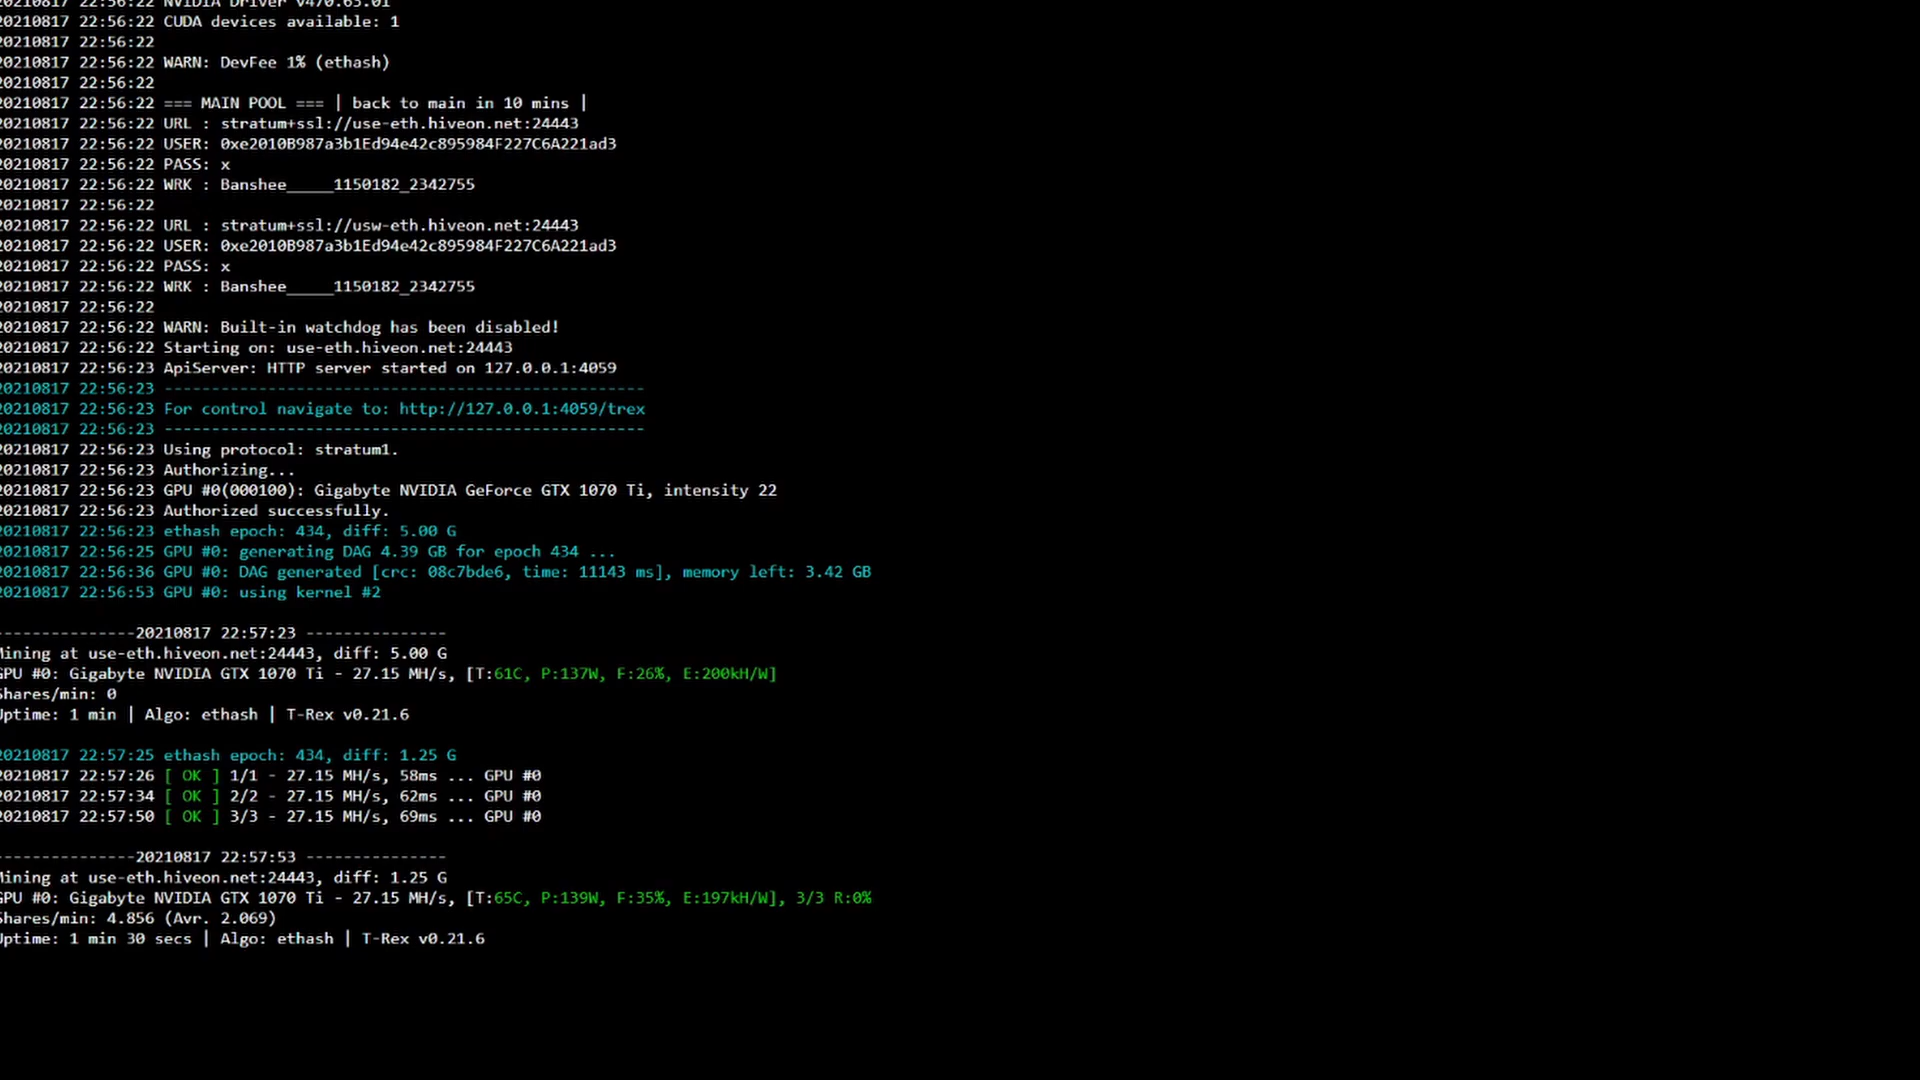 20210817 22:56:22 NVIDIA Driver v470.63.01
20210817 22:56:22 CUDA devices available: 1
20210817 22:56:22
20210817 22:56:22 WARN: DevFee 1% (ethash)
20210817 22:56:22
20210817 22:56:22 === MAIN POOL === | back to main in 10 mins |
20210817 22:56:22 URL : stratum+ssl://use-eth.hiveon.net:24443
20210817 22:56:22 USER: 0xe2010B987a3b1Ed94e42c895984F227C6A221ad3
20210817 22:56:22 PASS: x
20210817 22:56:22 WRK : Banshee_____1150182_2342755
20210817 22:56:22
20210817 22:56:22 URL : stratum+ssl://usw-eth.hiveon.net:24443
20210817 22:56:22 USER: 0xe2010B987a3b1Ed94e42c895984F227C6A221ad3
20210817 22:56:22 PASS: x
20210817 22:56:22 WRK : Banshee_____1150182_2342755
20210817 22:56:22
20210817 22:56:22 WARN: Built-in watchdog has been disabled!
20210817 22:56:22 Starting on: use-eth.hiveon.net:24443
20210817 22:56:23 ApiServer: HTTP server started on 127.0.0.1:4059
20210817 22:56:23 ---------------------------------------------------
20210817 22:56:23 For control navigate to: http://127.0.0.1:4059/trex
20210817 22:56:23 ---------------------------------------------------
20210817 22:56:23 Using protocol: stratum1.
20210817 22:56:23 Authorizing...
20210817 22:56:23 GPU #0(000100): Gigabyte NVIDIA GeForce GTX 1070 Ti, intensity 22
20210817 22:56:23 Authorized successfully.
20210817 22:56:23 ethash epoch: 434, diff: 5.00 G
20210817 22:56:25 GPU #0: generating DAG 4.39 GB for epoch 434 ...
20210817 22:56:36 GPU #0: DAG generated [crc: 08c7bde6, time: 11143 ms], memory left: 3.42 GB
20210817 22:56:53 GPU #0: using kernel #2
---------------20210817 22:57:23 ---------------
Mining at use-eth.hiveon.net:24443, diff: 5.00 G
GPU #0: Gigabyte NVIDIA GTX 1070 Ti - 27.15 MH/s, [T:61C, P:137W, F:26%, E:200kH/W]
Shares/min: 0
Uptime: 1 min | Algo: ethash | T-Rex v0.21.6
20210817 22:57:25 ethash epoch: 434, diff: 1.25 G
20210817 22:57:26 [ OK ] 1/1 - 27.15 MH/s, 58ms ... GPU #0
20210817 22:57:34 [ OK ] 2/2 - 27.15 MH/s, 62ms ... GPU #0
20210817 22:57:50 [ OK ] 3/3 - 27.15 MH/s, 69ms ... GPU #0
---------------20210817 22:57:53 ---------------
Mining at use-eth.hiveon.net:24443, diff: 1.25 G
GPU #0: Gigabyte NVIDIA GTX 1070 Ti - 27.15 MH/s, [T:65C, P:139W, F:35%, E:197kH/W], 3/3 R:0%
Shares/min: 4.856 (Avr. 2.069)
Uptime: 1 min 30 secs | Algo: ethash | T-Rex v0.21.6